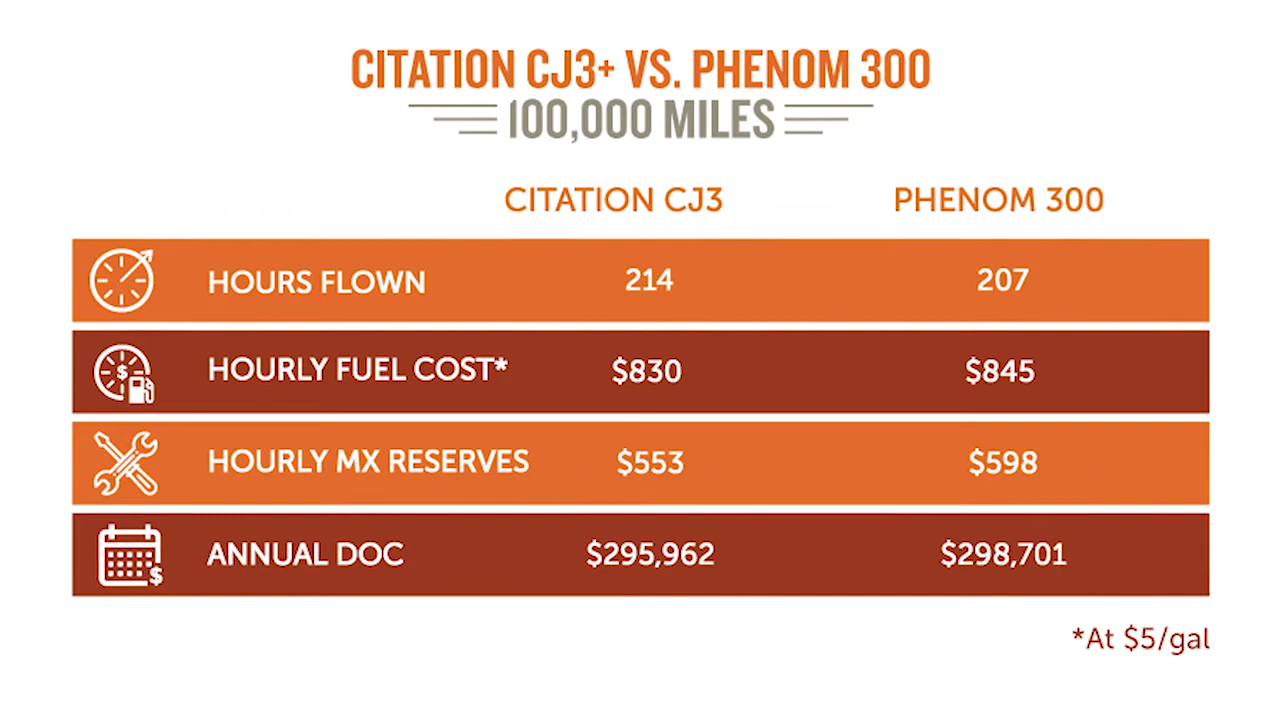 CITATION CJ3+ VS. PHENOM 300
100,000 MILES
CITATION CJ3 PHENOM 300
HOURS FLOWN 214 207
HOURLY FUEL COST* $830 $845
HOURLY MX RESERVES $553 $598
ANNUAL DOC $295,962 $298,701
*At $5/gal